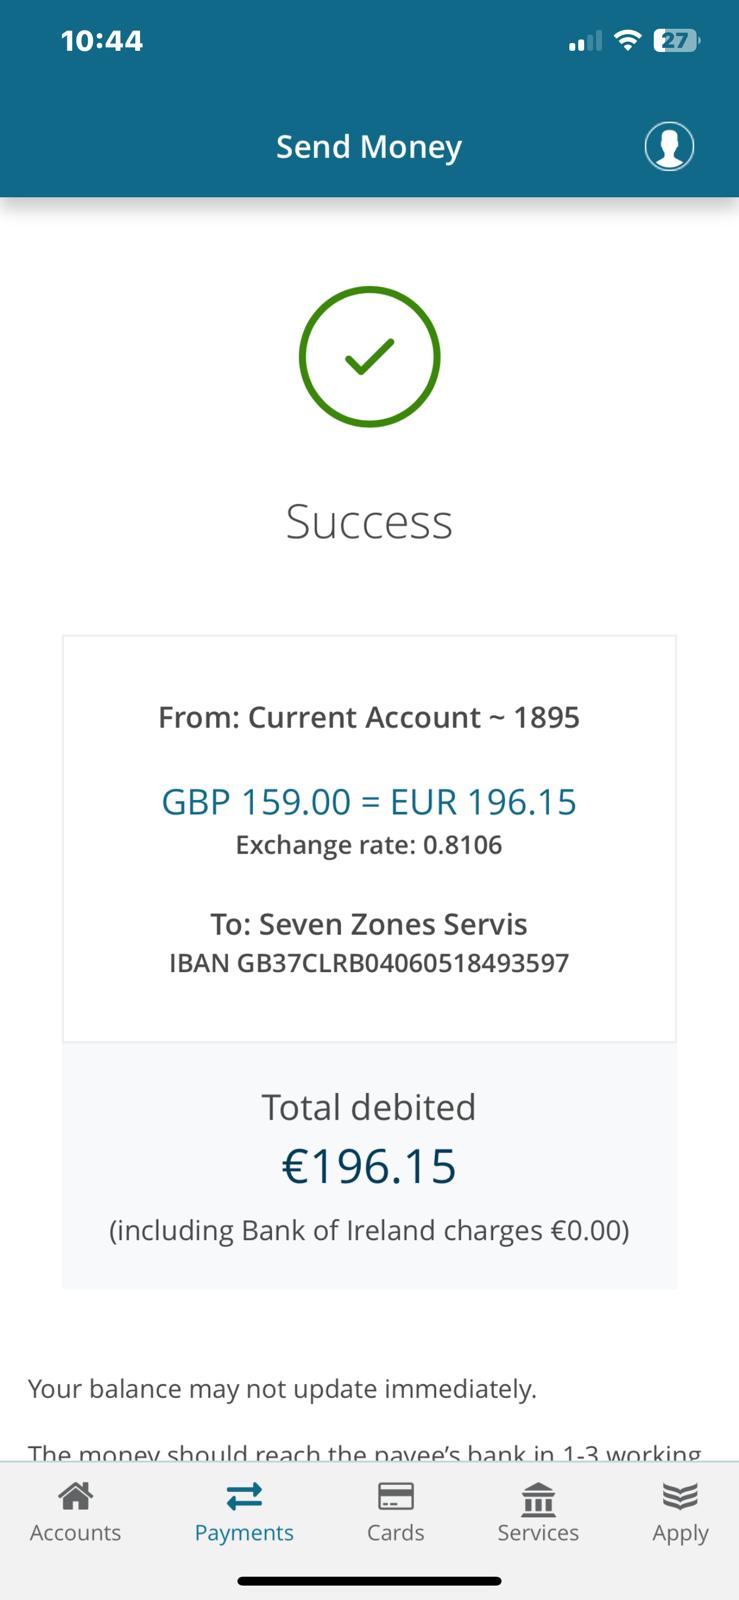 10:44
27
Send Money
Success
From: Current Account ~ 1895
GBP 159.00 = EUR 196.15
Exchange rate: 0.8106
To: Seven Zones Servis
IBAN GB37CLRB04060518493597
Total debited
€196.15
(including Bank of Ireland charges €0.00)
Your balance may not update immediately.
The money should reach the payee's bank in 1-3 working
Accounts
Payments
Cards
Services
Apply